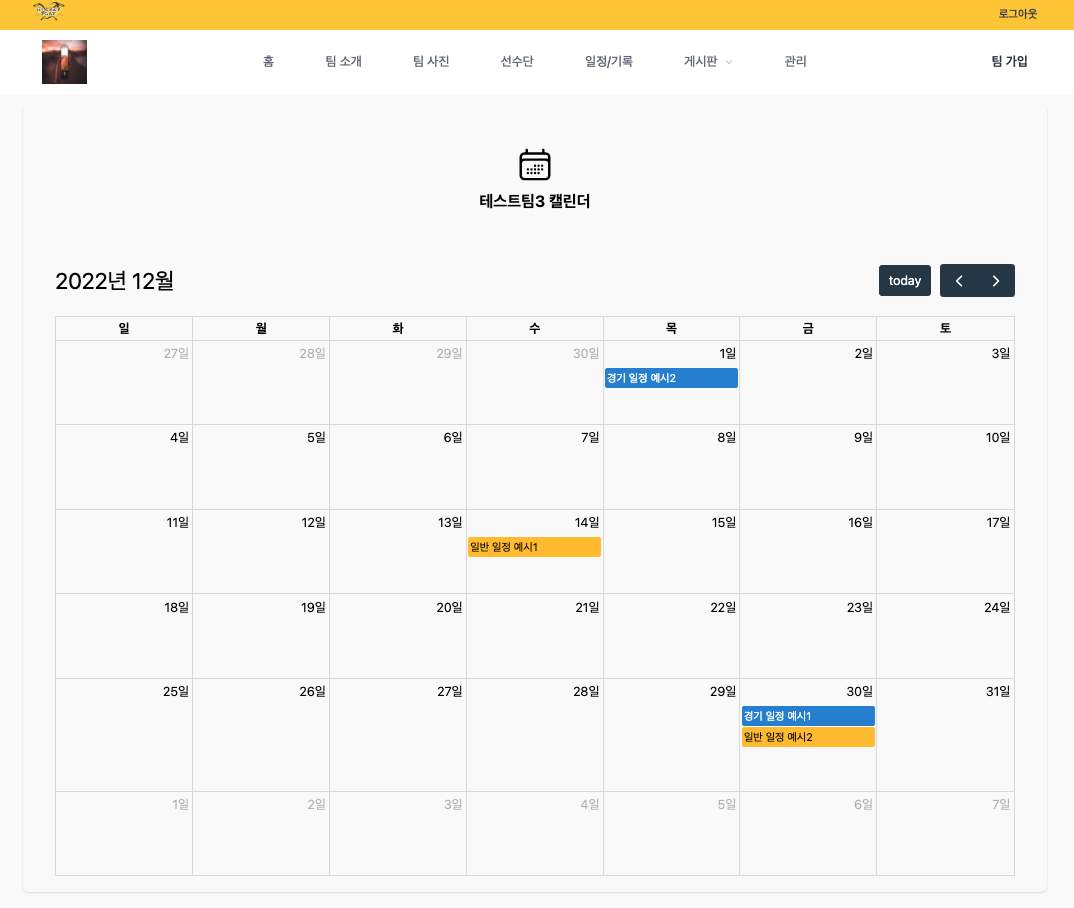 로그아웃
홈 팀 소개 팀 사진 선수단 일정/기록 게시판 관리 팀 가입
테스트팀3 캘린더
2022년 12월 today
일 월 화 수 목 금 토
27일 28일 29일 30일 1일 2일 3일
경기 일정 예시2
4일 5일 6일 7일 8일 9일 10일
11일 12일 13일 14일 15일 16일 17일
일반 일정 예시1
18일 19일 20일 21일 22일 23일 24일
25일 26일 27일 28일 29일 30일 31일
경기 일정 예시1
일반 일정 예시2
1일 2일 3일 4일 5일 6일 7일